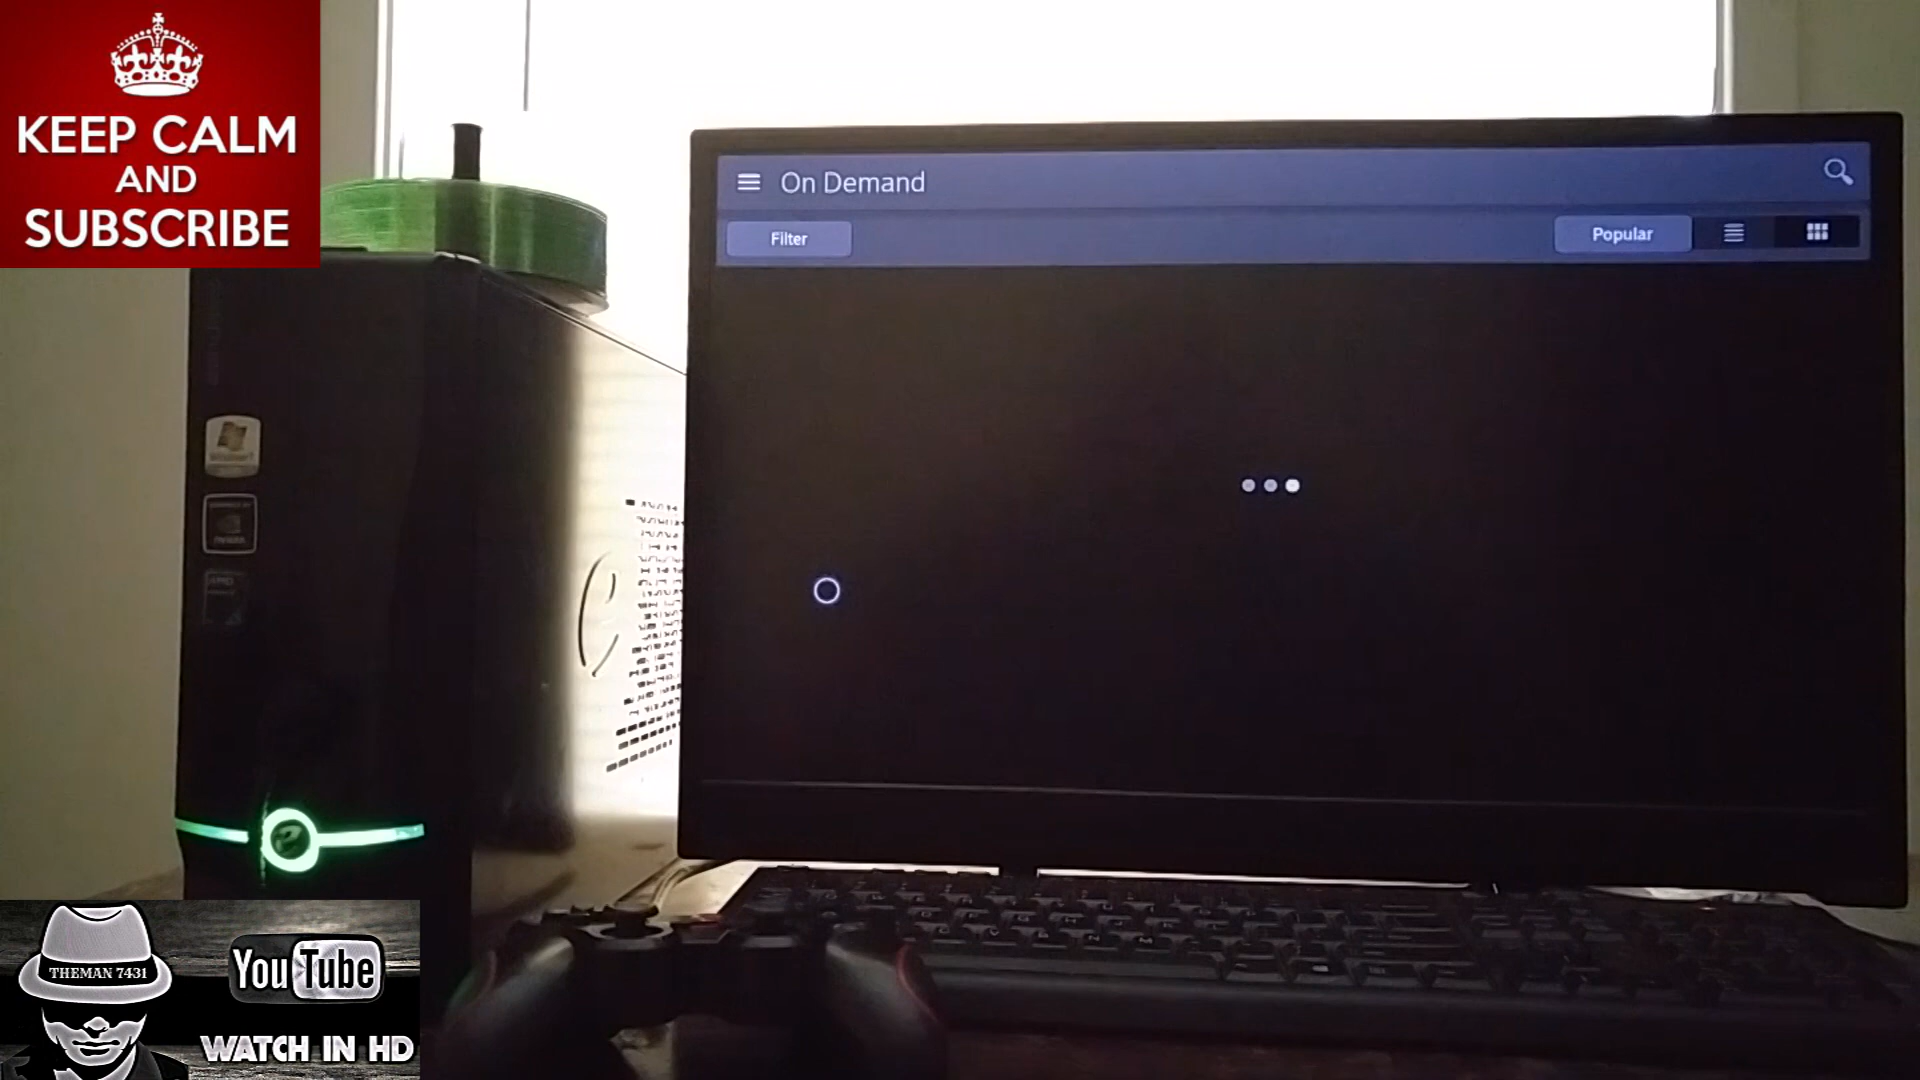 KEEP CALM
AND
SUBSCRIBE
On Demand
Filter
Popular
THEMAN 7431
YouTube
WATCH IN HD